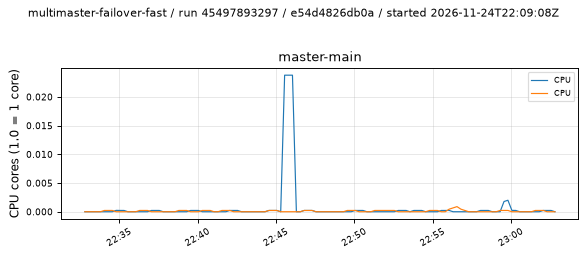 multimaster-failover-fast / run 45497893297 / e54d4826db0a / started 2026-11-24T22:09:08Z
master-main
CPU cores (1.0 = 1 core)
0.020
0.015
0.010
0.005
0.000
CPU
CPU
22:35
22:40
22:45
22:50
22:55
23:00